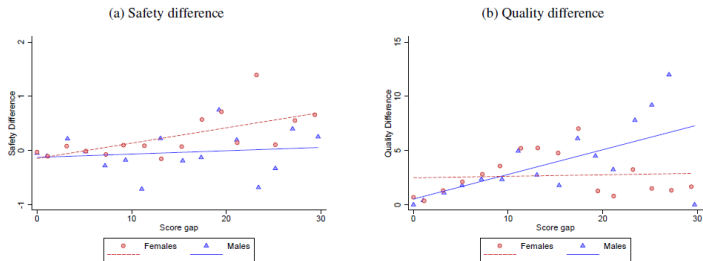 (a) Safety difference
Safety Difference
2
1
0
-1
0 10 20 30
Score gap
Females Males
(b) Quality difference
Quality Difference
15
10
5
0
0 10 20 30
Score gap
Females Males